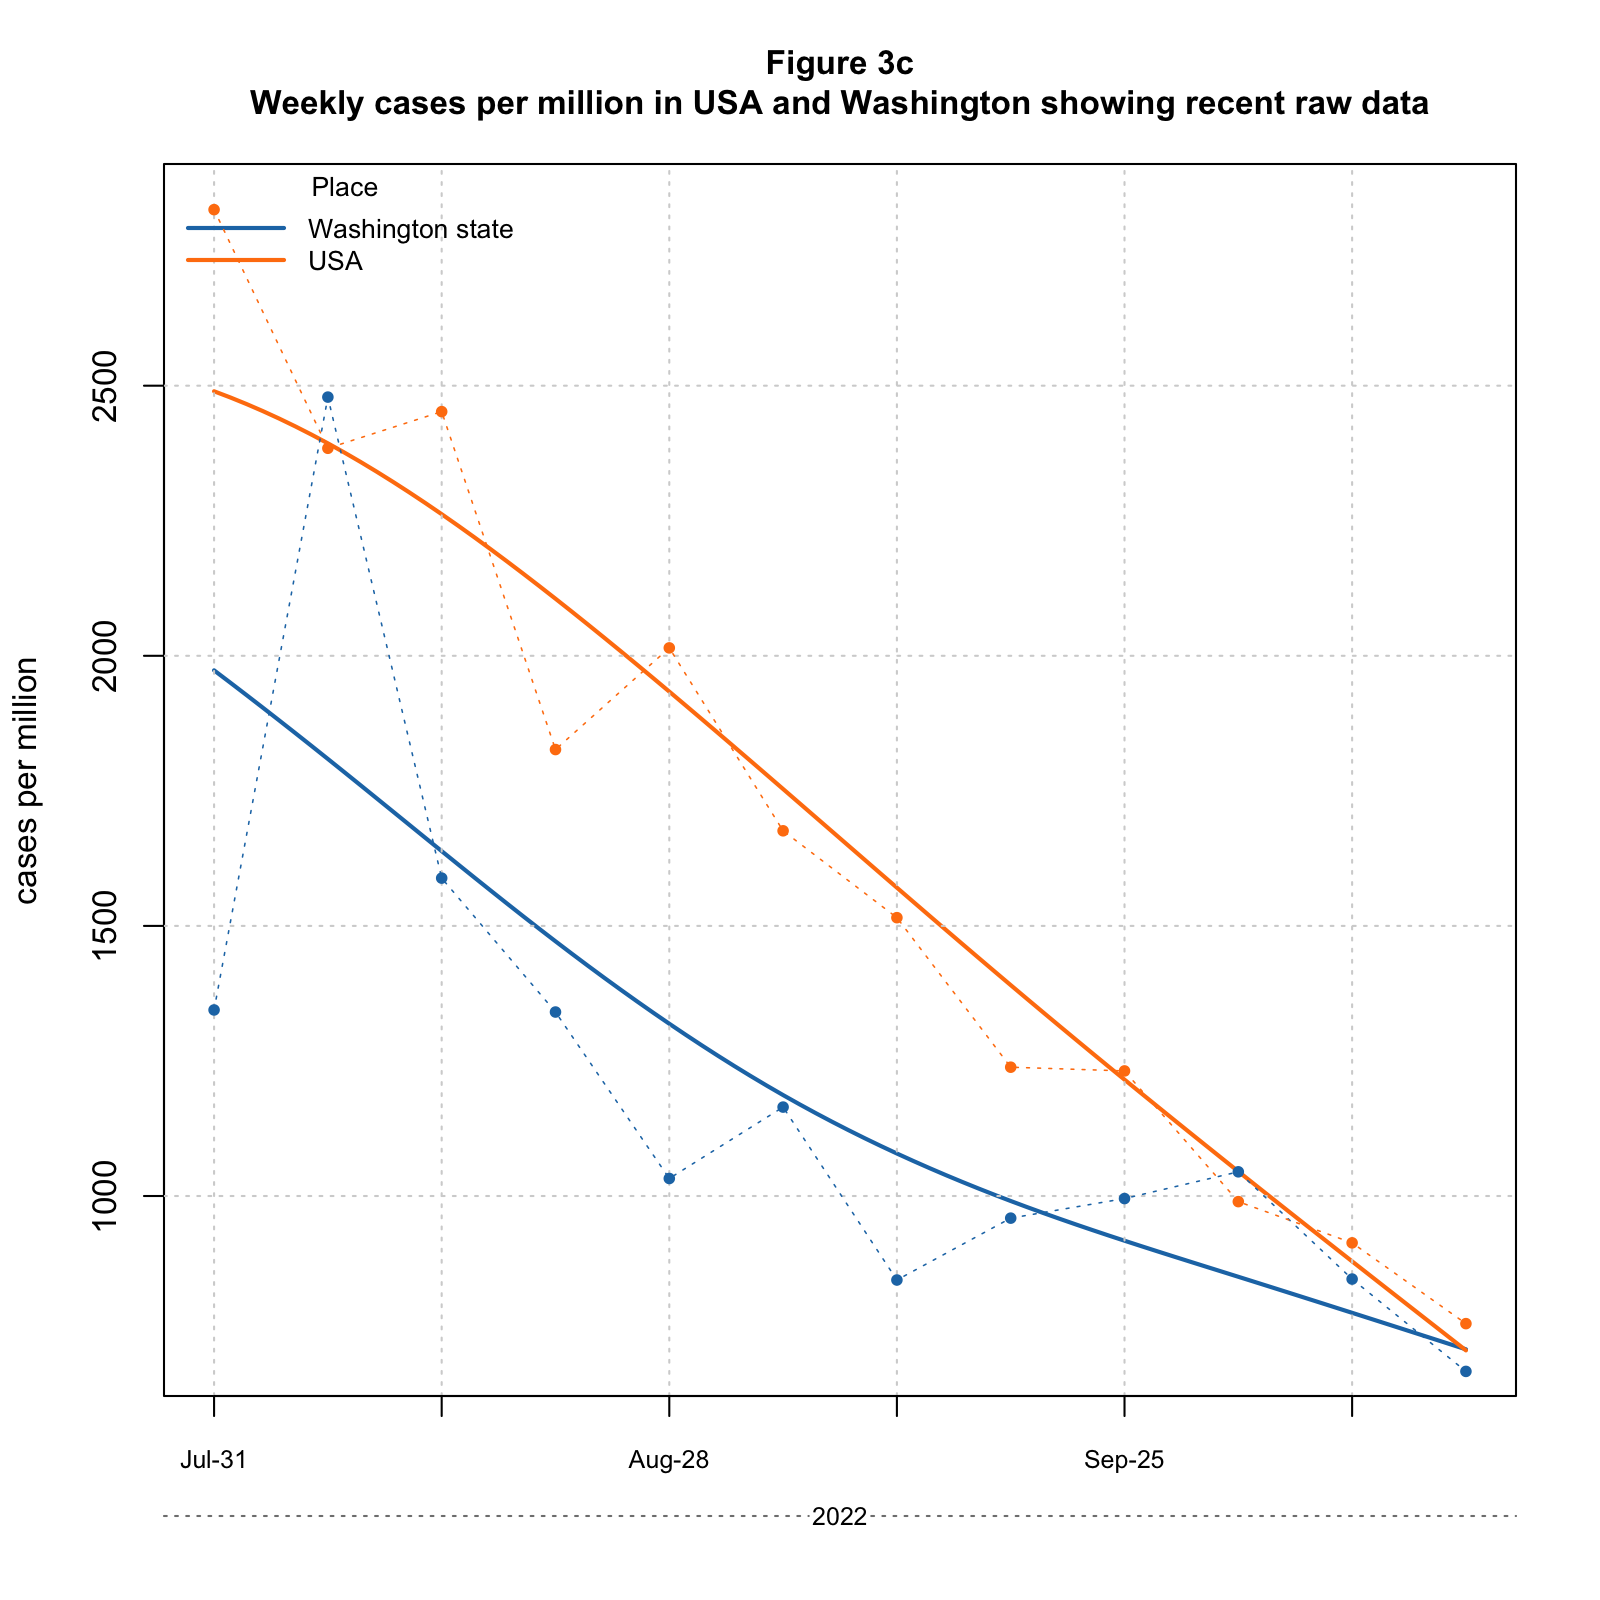 Figure 3c
Weekly cases per million in USA and Washington showing recent raw data
Place
Washington state
USA
cases per million
2500
2000
1500
1000
Jul-31
Aug-28
Sep-25
2022